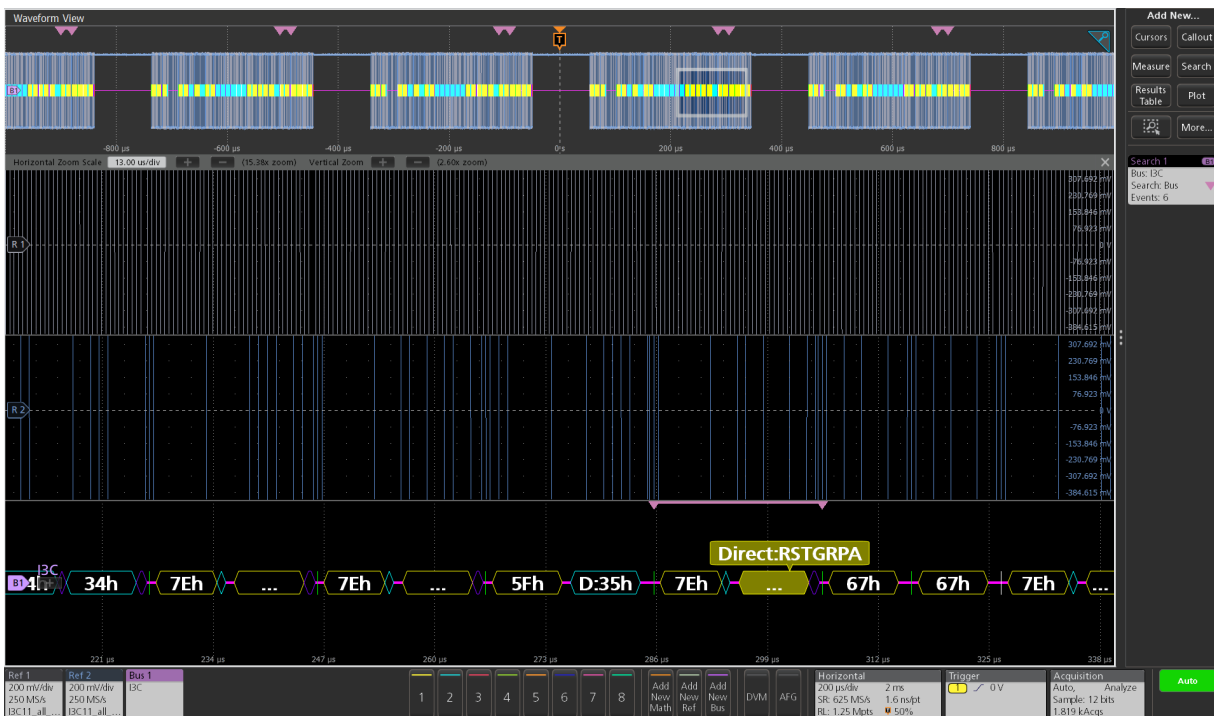 Waveform View
Add New...
Cursors
Callout
Measure
Search
Results Table
Plot
More...
T
B1
-800 µs
-600 µs
-400 µs
-200 µs
0 s
200 µs
400 µs
600 µs
800 µs
Horizontal Zoom Scale 13.00 us/div + - (15.38x zoom) Vertical Zoom + - (2.60x zoom)
Search 1 B1
Bus: I3C
Search: Bus
Events: 6
307.692 mV
230.769 mV
153.846 mV
76.923 mV
R 1
0 V
-76.923 mV
-153.846 mV
-230.769 mV
-307.692 mV
-384.615 mV
307.692 mV
230.769 mV
153.846 mV
76.923 mV
R 2
0 V
-76.923 mV
-153.846 mV
-230.769 mV
-307.692 mV
-384.615 mV
Direct:RSTGRPA
I3C
B1 34h 7Eh ... 7Eh ... 5Fh D:35h 7Eh ... 67h 67h 7Eh ...
221 µs
234 µs
247 µs
260 µs
273 µs
286 µs
299 µs
312 µs
325 µs
338 µs
Ref 1
200 mV/div
250 MS/s
I3C11_all_...
Ref 2
200 mV/div
250 MS/s
I3C11_all_...
Bus 1
I3C
1 2 3 4 5 6 7 8
Add New Math
Add New Ref
Add New Bus
DVM
AFG
Horizontal
200 µs/div 2 ms
SR: 625 MS/s 1.6 ns/pt
RL: 1.25 Mpts 50%
Trigger
1 0 V
Acquisition
Auto, Analyze
Sample: 12 bits
1.819 kAcqs
Auto